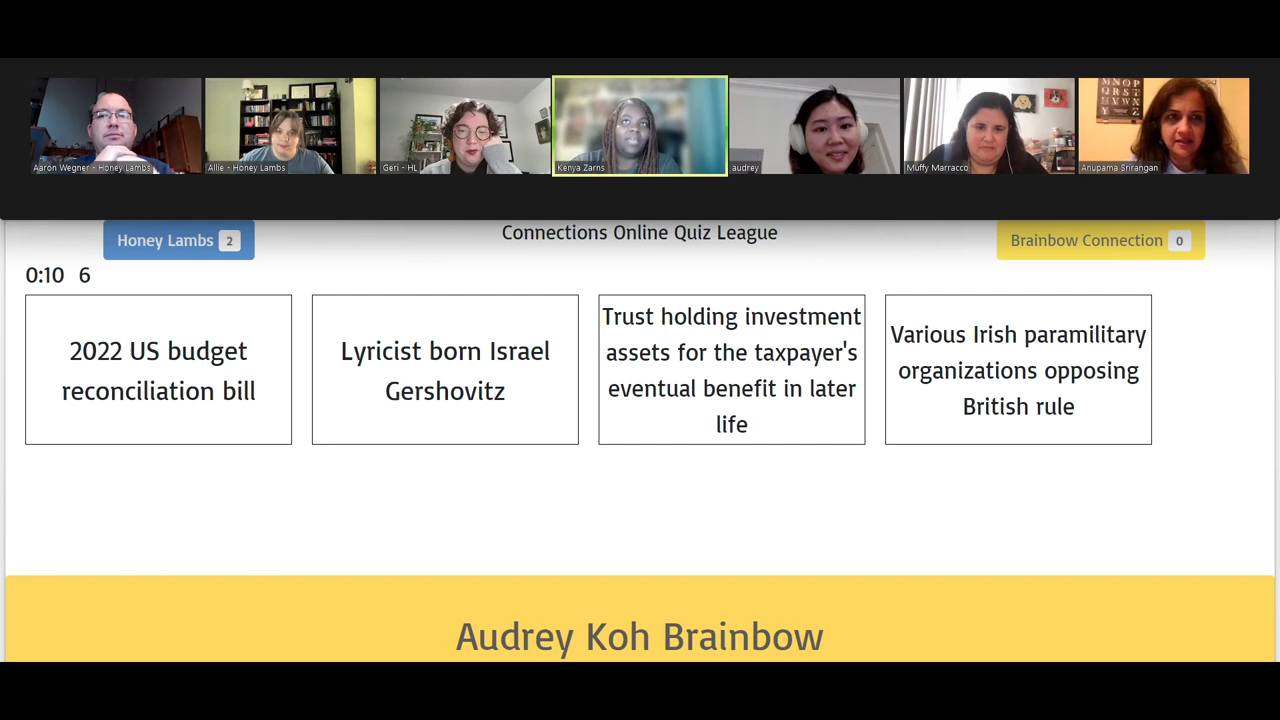 Aaron Wegner - Honey Lambs
Allie - Honey Lambs
Geri - HL
Kenya Zarns
audrey
Muffy Marracco
Anupama Srirangan
Honey Lambs 2
Connections Online Quiz League
Brainbow Connection 0
0:10 6
2022 US budget
reconciliation bill
Lyricist born Israel
Gershovitz
Trust holding investment
assets for the taxpayer's
eventual benefit in later
life
Various Irish paramilitary
organizations opposing
British rule
Audrey Koh Brainbow